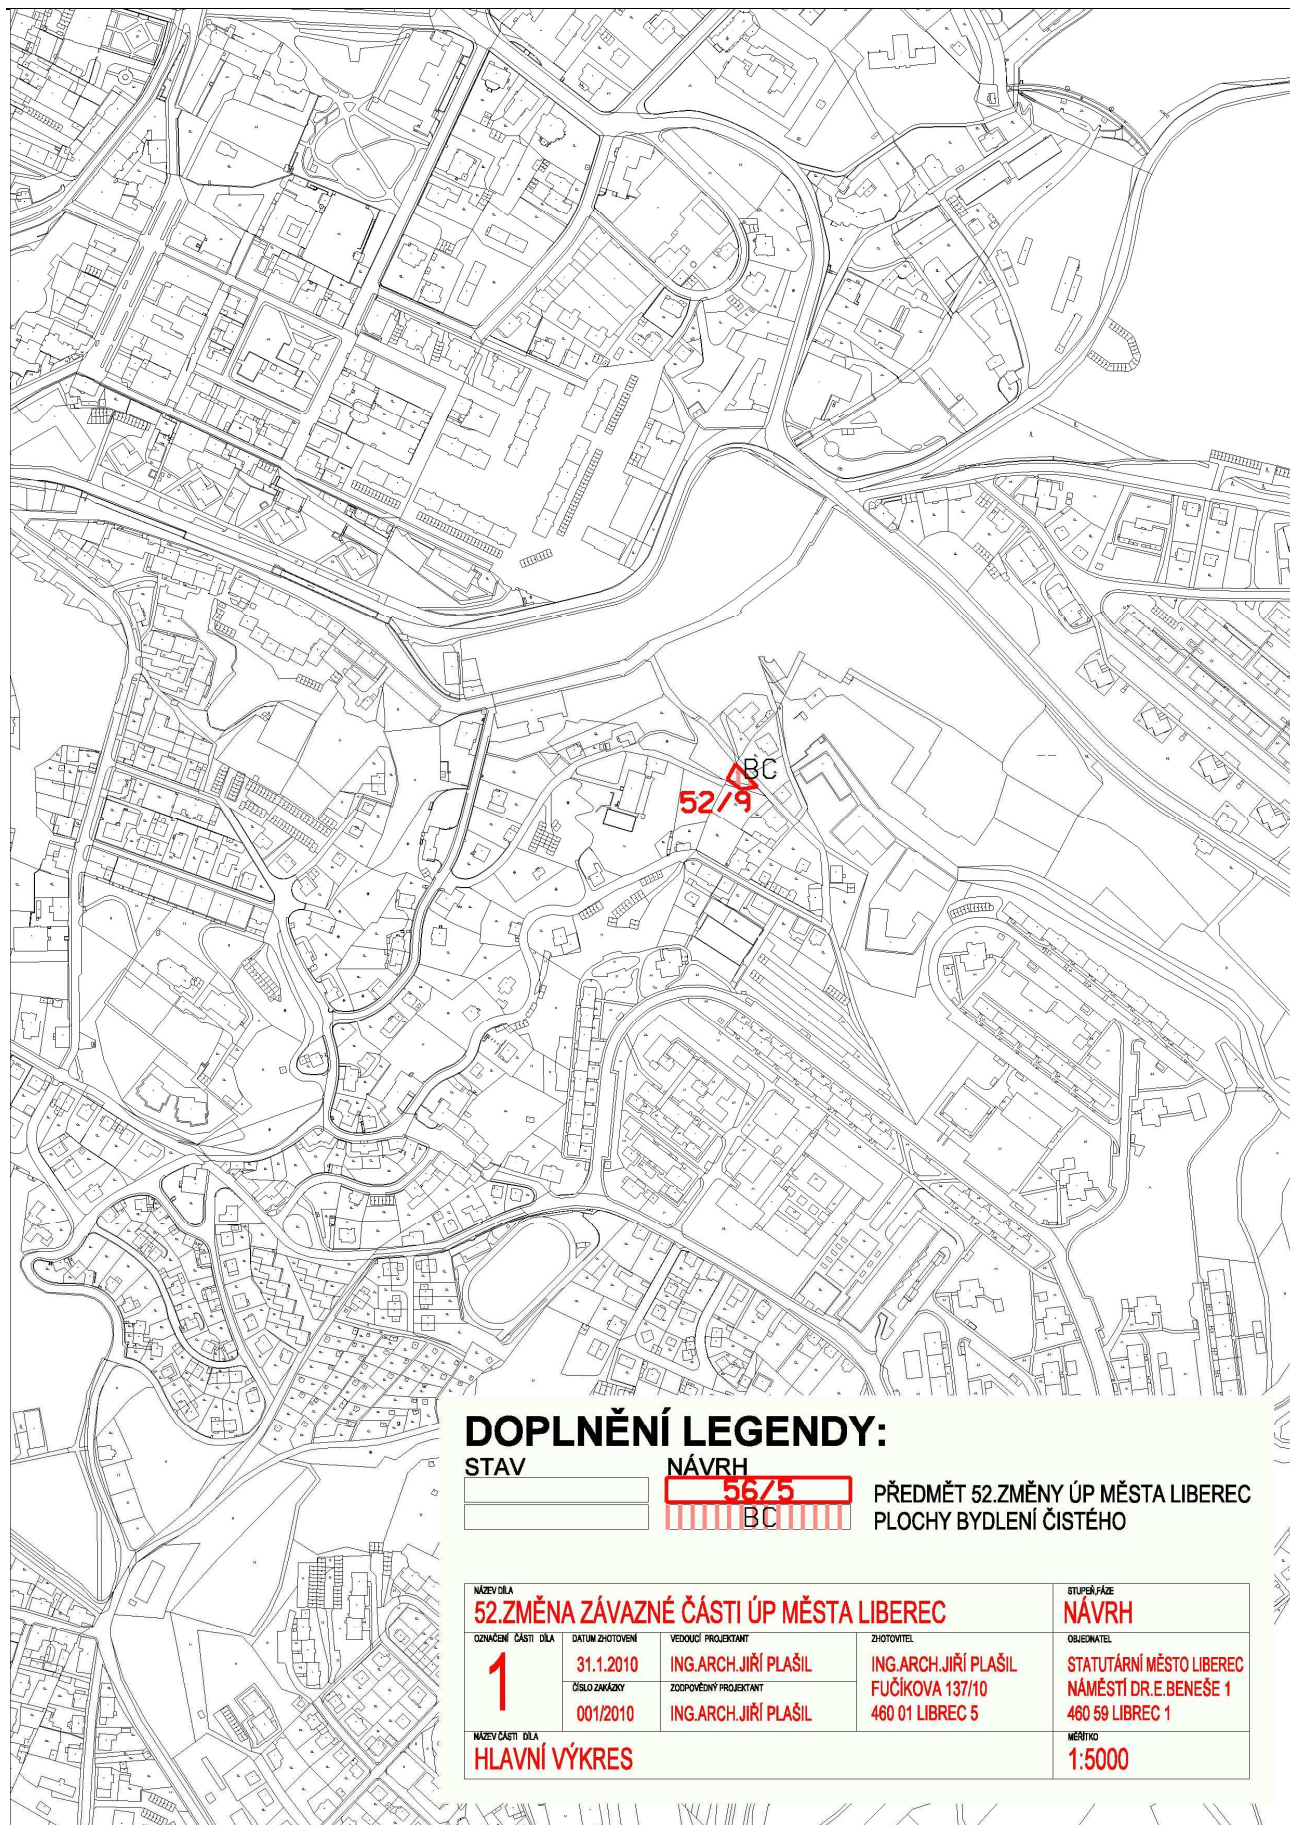 BC
52/9
DOPLNĚNÍ LEGENDY:
STAV NÁVRH
56/5 PŘEDMĚT 52.ZMĚNY ÚP MĚSTA LIBEREC
BC PLOCHY BYDLENÍ ČISTÉHO
NÁZEV DÍLA
52.ZMĚNA ZÁVAZNÉ ČÁSTI ÚP MĚSTA LIBEREC
STUPEŇ,FÁZE
NÁVRH
OZNAČENÍ ČÁSTI DÍLA
1
DATUM ZHOTOVENÍ
31.1.2010
ČÍSLO ZAKÁZKY
001/2010
VEDOUCÍ PROJEKTANT
ING.ARCH.JIŘÍ PLAŠIL
ZODPOVĚDNÝ PROJEKTANT
ING.ARCH.JIŘÍ PLAŠIL
ZHOTOVITEL
ING.ARCH.JIŘÍ PLAŠIL
FUČÍKOVA 137/10
460 01 LIBREC 5
OBJEDNATEL
STATUTÁRNÍ MĚSTO LIBEREC
NÁMĚSTÍ DR.E.BENEŠE 1
460 59 LIBREC 1
NÁZEV ČÁSTI DÍLA
HLAVNÍ VÝKRES
MĚŘÍTKO
1:5000